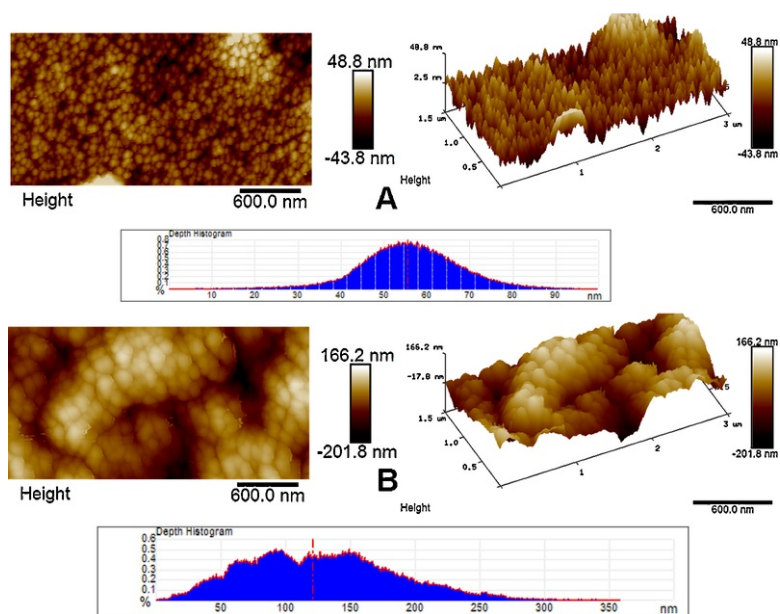 48.8 nm
-43.8 nm
Height
600.0 nm
48.8 nm
2.5 nm
1.5 um
1.0
0.5
1
2
3 um
48.8 nm
-43.8 nm
Height
600.0 nm
A
Depth Histogram
0.8
0.1
%
10
20
30
40
50
60
70
80
90
nm
166.2 nm
-201.8 nm
Height
600.0 nm
166.2 nm
-17.8 nm
1.5 um
1.0
0.5
1
2
3 um
166.2 nm
-201.8 nm
Height
600.0 nm
B
Depth Histogram
0.6
0.5
0.4
0.3
0.2
0.1
%
50
100
150
200
250
300
350
nm